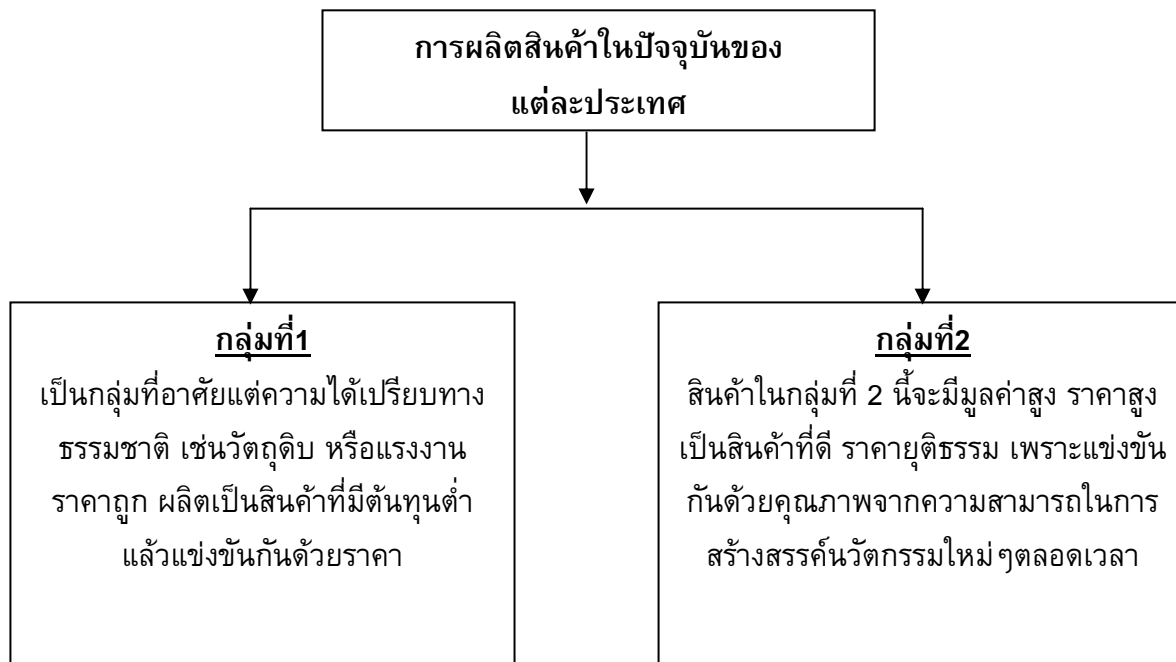 การผลิตสินค้าในปัจจุบันของ
แต่ละประเทศ
กลุ่มที่1
เป็นกลุ่มที่อาศัยแต่ความได้เปรียบทาง
ธรรมชาติ เช่นวัตถุดิบ หรือแรงงาน
ราคาถูก ผลิตเป็นสินค้าที่มีต้นทุนต่ำ
แล้วแข่งขันกันด้วยราคา
กลุ่มที่2
สินค้าในกลุ่มที่ 2 นี้จะมีมูลค่าสูง ราคาสูง
เป็นสินค้าที่ดี ราคายุติธรรม เพราะแข่งขัน
กันด้วยคุณภาพจากความสามารถในการ
สร้างสรรค์นวัตกรรมใหม่ๆตลอดเวลา